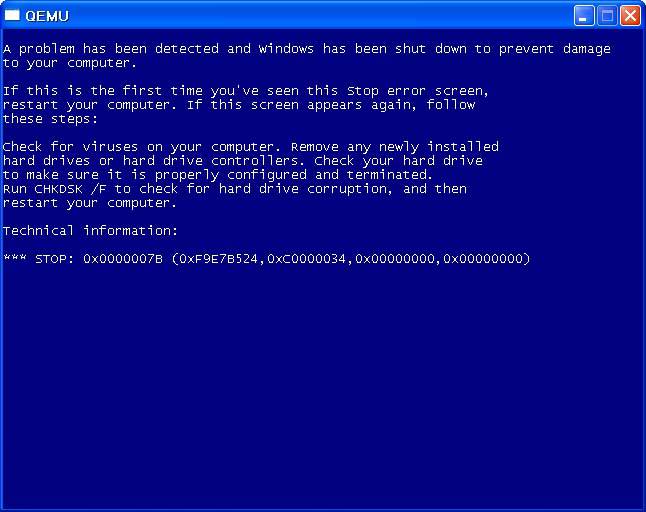 QEMU
A problem has been detected and Windows has been shut down to prevent damage
to your computer.
If this is the first time you've seen this Stop error screen,
restart your computer. If this screen appears again, follow
these steps:
Check for viruses on your computer. Remove any newly installed
hard drives or hard drive controllers. Check your hard drive
to make sure it is properly configured and terminated.
Run CHKDSK /F to check for hard drive corruption, and then
restart your computer.
Technical information:
*** STOP: 0x0000007B (0xF9E7B524,0xC0000034,0x00000000,0x00000000)